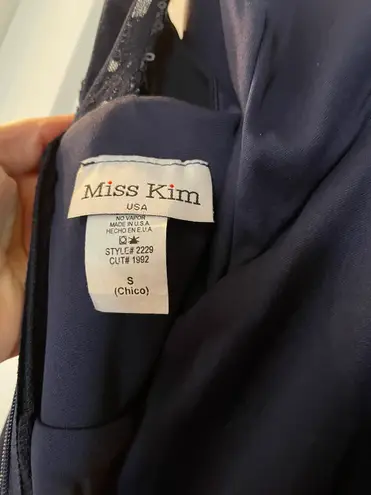 Miss Kim
USA
NO VAPOR
MADE IN U.S.A
HECHO EN E.U.A.
STYLE# 2229
CUT# 1992
S
(Chico)